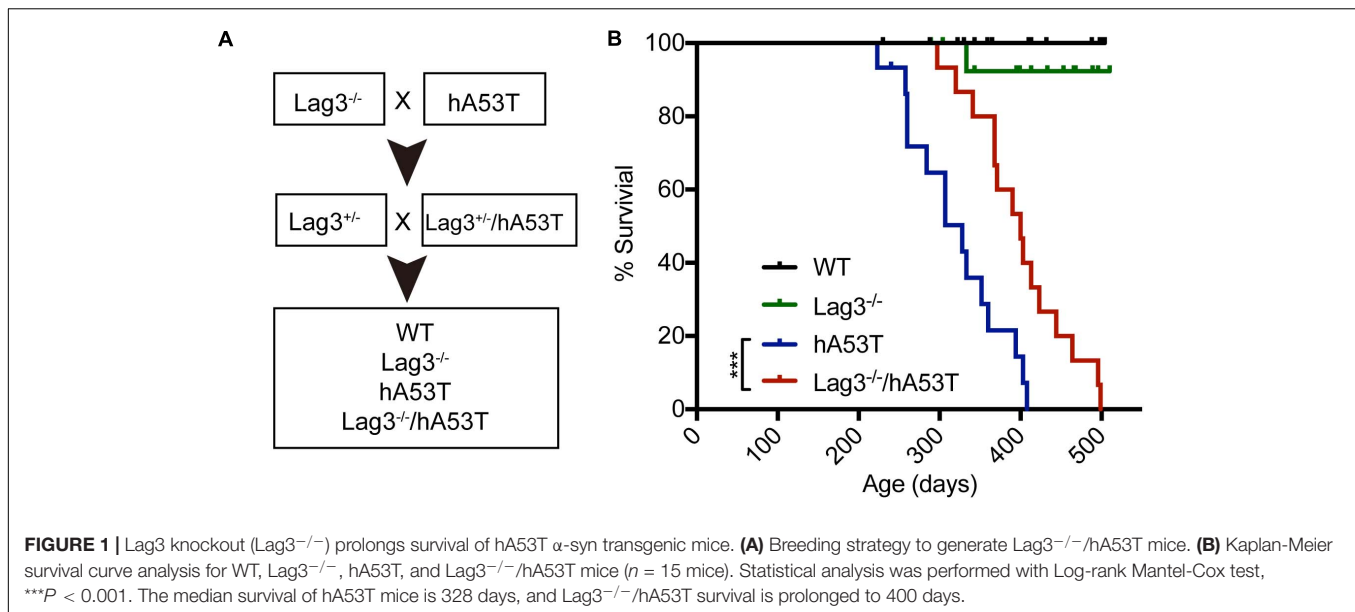 A
Lag3-/- X hA53T
Lag3+/- X Lag3+/-/hA53T
WT
Lag3-/-
hA53T
Lag3-/-/hA53T
B
% Survivial
100
80
60
40
20
0
WT
Lag3-/-
hA53T
Lag3-/-/hA53T
***
0 100 200 300 400 500
Age (days)
FIGURE 1 | Lag3 knockout (Lag3−/−) prolongs survival of hA53T α-syn transgenic mice. (A) Breeding strategy to generate Lag3−/−/hA53T mice. (B) Kaplan-Meier
survival curve analysis for WT, Lag3−/−, hA53T, and Lag3−/−/hA53T mice (n = 15 mice). Statistical analysis was performed with Log-rank Mantel-Cox test,
***P < 0.001. The median survival of hA53T mice is 328 days, and Lag3−/−/hA53T survival is prolonged to 400 days.